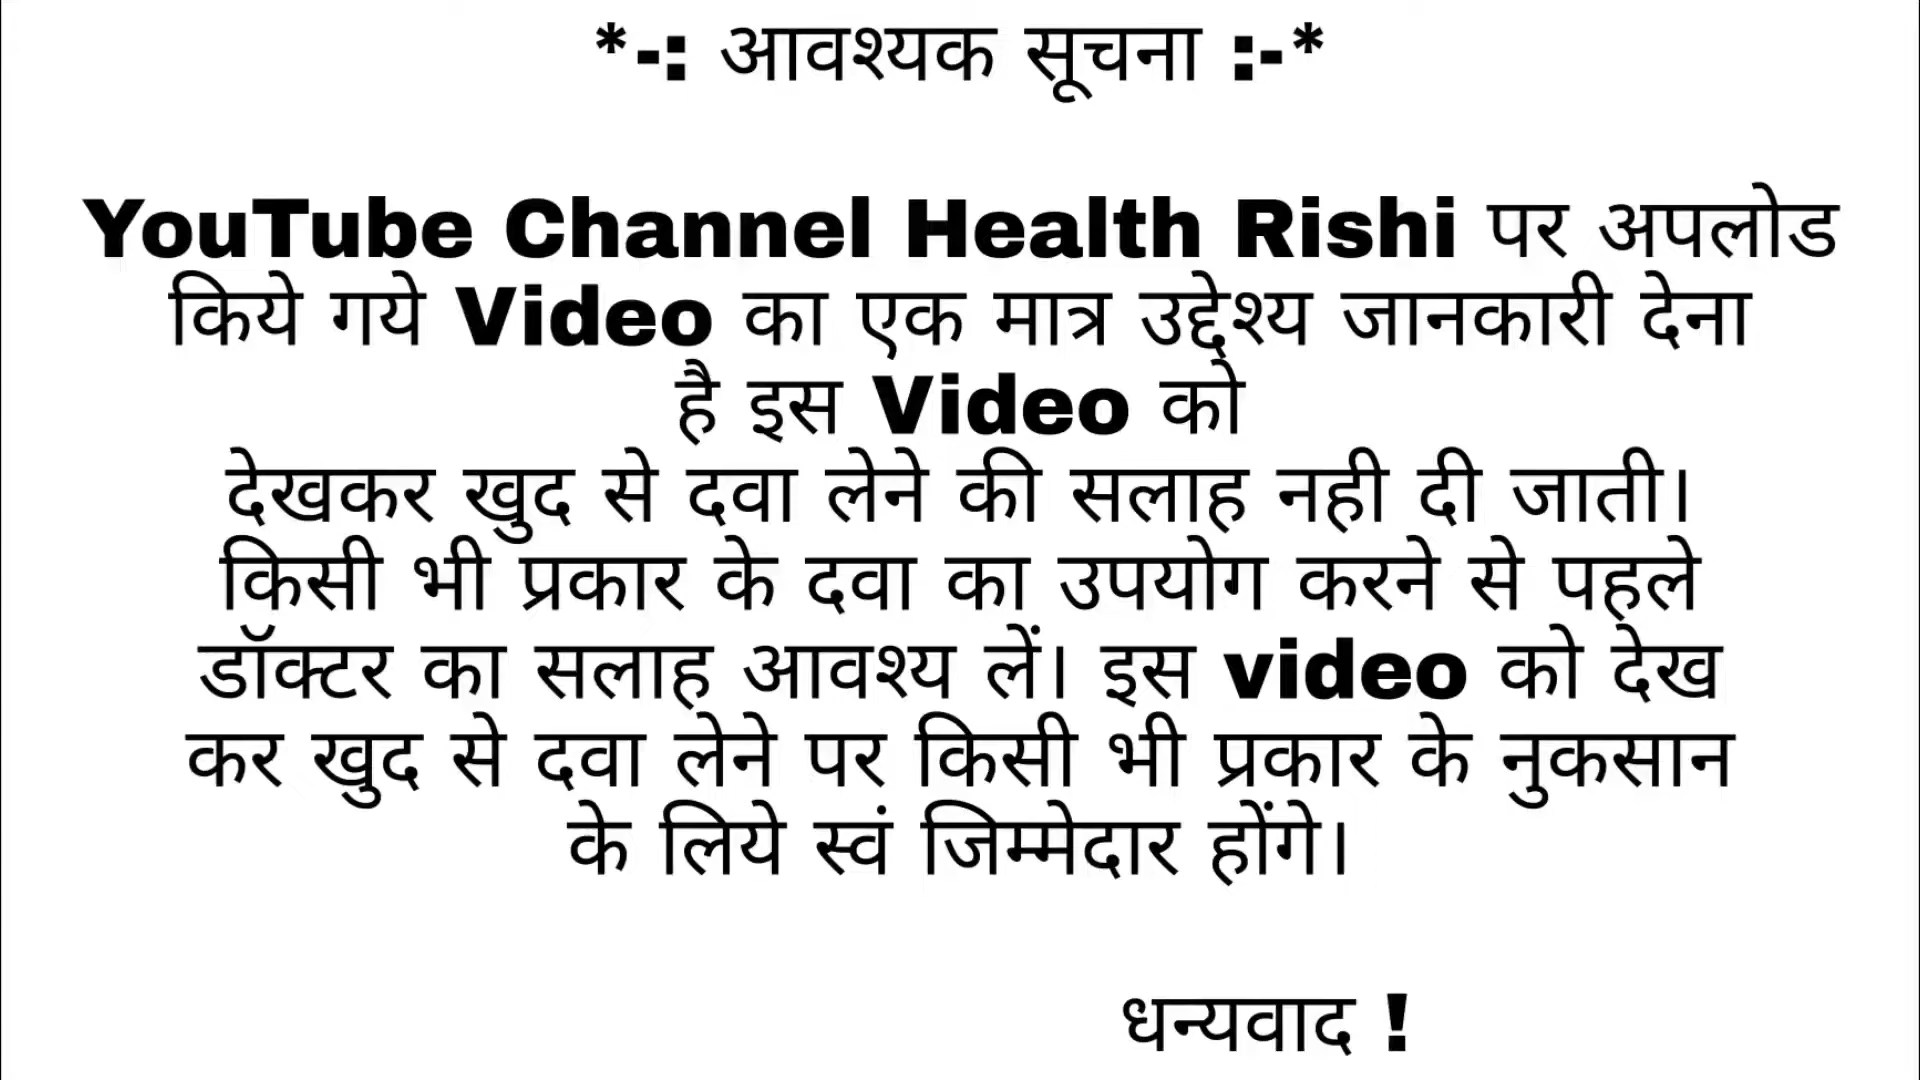 *-: आवश्यक सूचना :-*
YouTube Channel Health Rishi पर अपलोड
किये गये Video का एक मात्र उद्देश्य जानकारी देना
है इस Video को
देखकर खुद से दवा लेने की सलाह नही दी जाती।
किसी भी प्रकार के दवा का उपयोग करने से पहले
डॉक्टर का सलाह आवश्य लें। इस video को देख
कर खुद से दवा लेने पर किसी भी प्रकार के नुकसान
के लिये स्वं जिम्मेदार होंगे।
धन्यवाद !